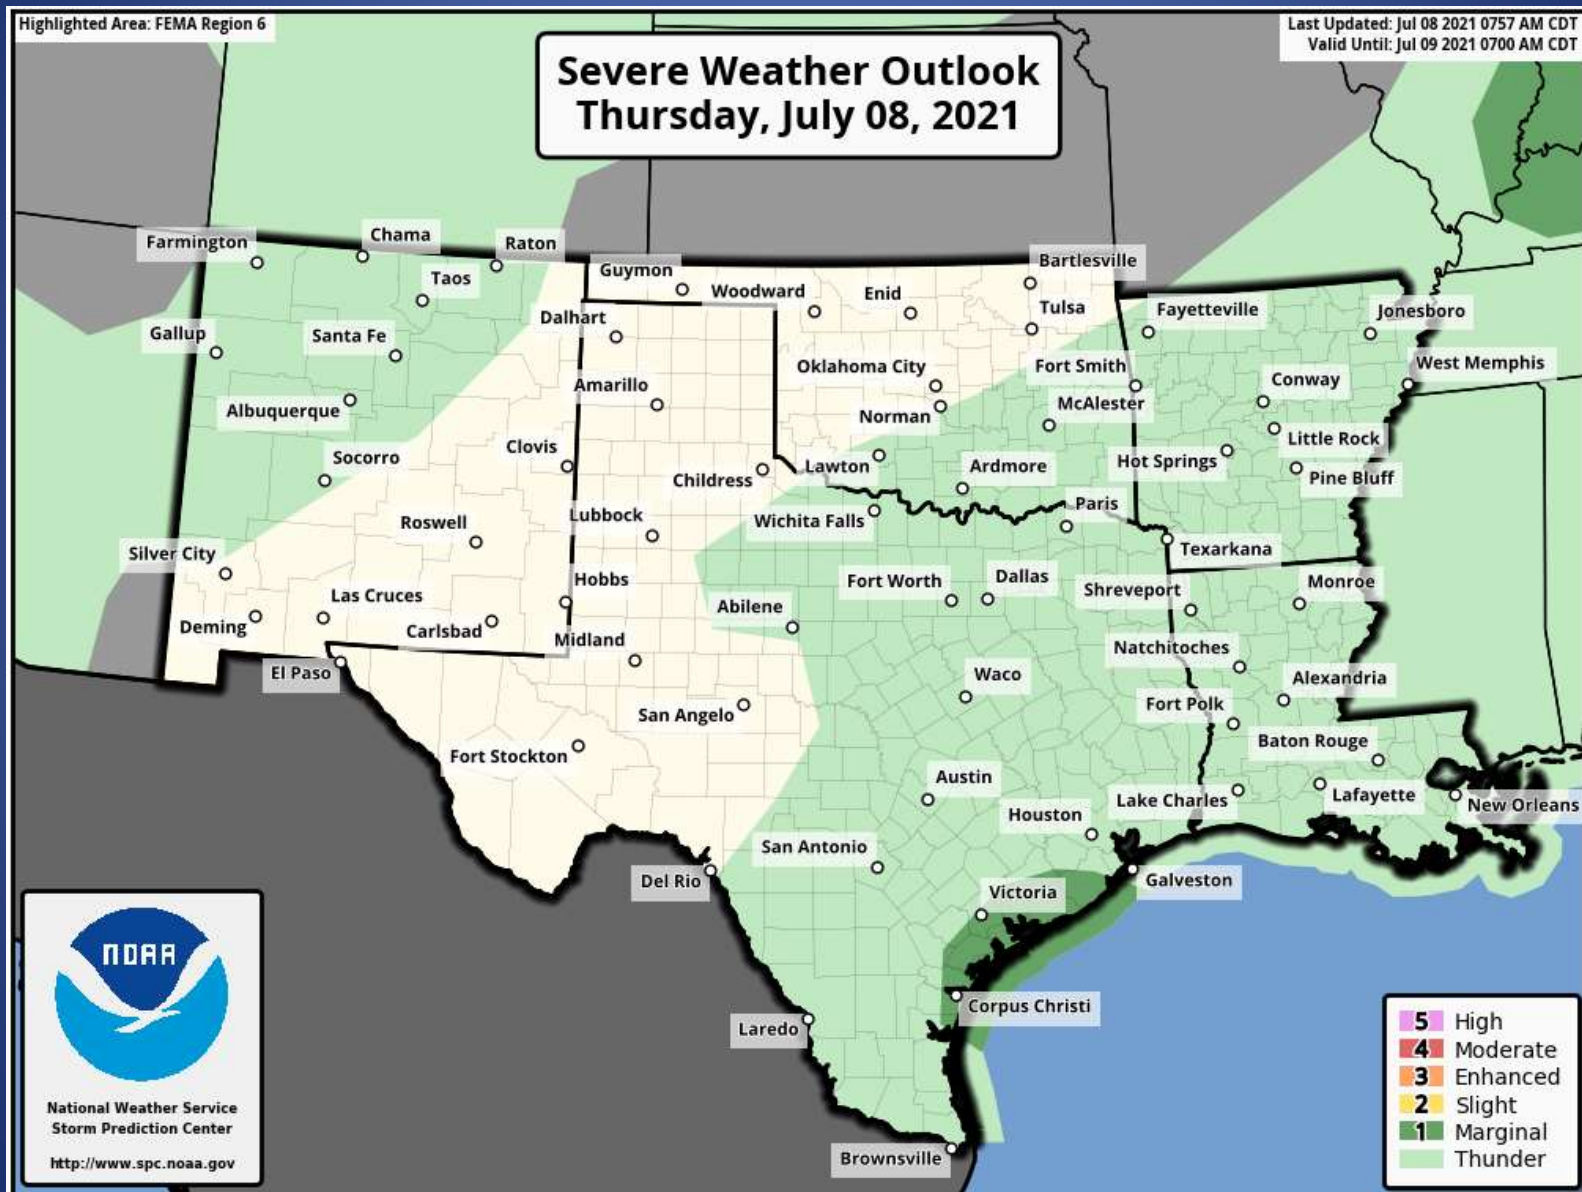 Highlighted Area: FEMA Region 6
Last Updated: Jul 08 2021 0757 AM CDT
Valid Until: Jul 09 2021 0700 AM CDT
Severe Weather Outlook
Thursday, July 08, 2021
Farmington
Chama
Raton
Taos
Guymon
Woodward
Enid
Bartlesville
Tulsa
Fayetteville
Jonesboro
Gallup
Santa Fe
Dalhart
Oklahoma City
Fort Smith
West Memphis
Albuquerque
Amarillo
Norman
McAlester
Conway
Little Rock
Socorro
Clovis
Childress
Lawton
Ardmore
Hot Springs
Pine Bluff
Roswell
Lubbock
Wichita Falls
Paris
Texarkana
Silver City
Las Cruces
Hobbs
Abilene
Fort Worth
Dallas
Shreveport
Monroe
Deming
Carlsbad
Midland
Natchitoches
El Paso
Waco
Alexandria
San Angelo
Fort Polk
Fort Stockton
Baton Rouge
Austin
Lake Charles
Lafayette
New Orleans
Houston
San Antonio
Del Rio
Victoria
Galveston
Corpus Christi
Laredo
Brownsville
NOAA
National Weather Service
Storm Prediction Center
http://www.spc.noaa.gov
5 High
4 Moderate
3 Enhanced
2 Slight
1 Marginal
Thunder